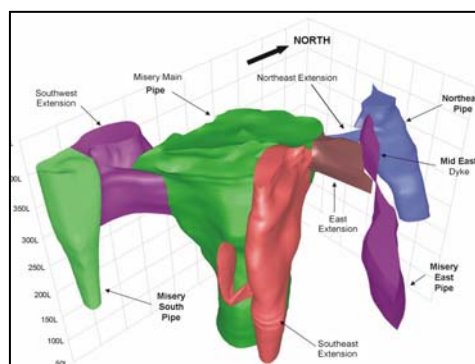 NORTH
Southwest
Extension
Misery Main
Pipe
Northeast Extension
Northea
Pipe
Mid East
Dyke
East
Extension
Misery East
Pipe
Misery
South
Pipe
Southeast
Extension
350L
300L
250L
200L
150L
100L